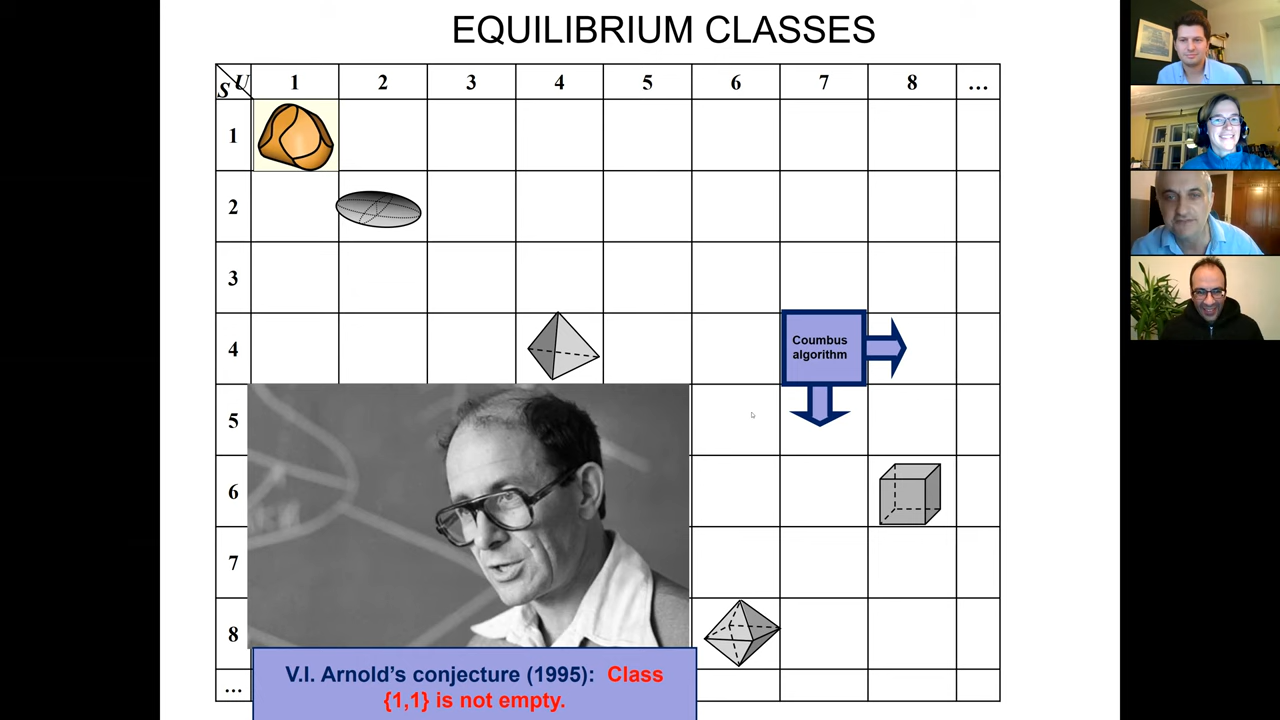 EQUILIBRIUM CLASSES
S U 1 2 3 4 5 6 7 8 ...
1
2
3
4
Coumbus
algorithm
5
6
7
8
...
V.I. Arnold's conjecture (1995): Class
{1,1} is not empty.